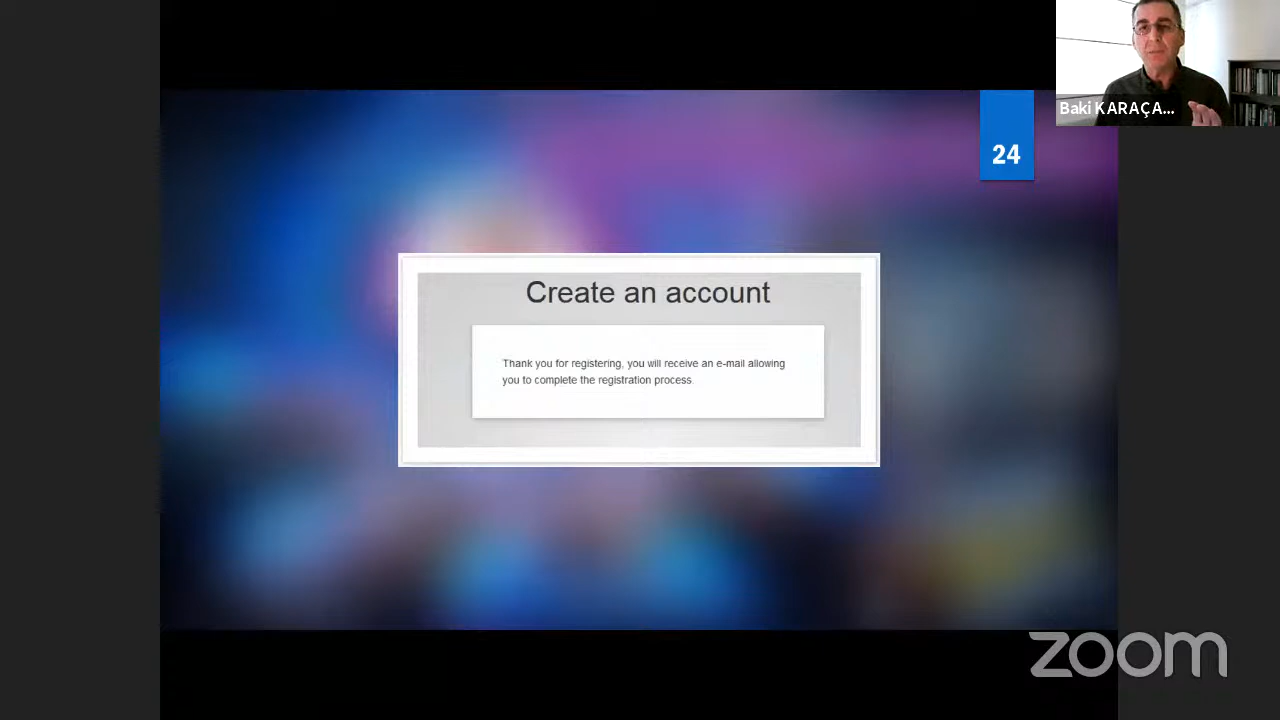 Baki KARAÇA...
24
Create an account
Thank you for registering, you will receive an e-mail allowing
you to complete the registration process.
zoom